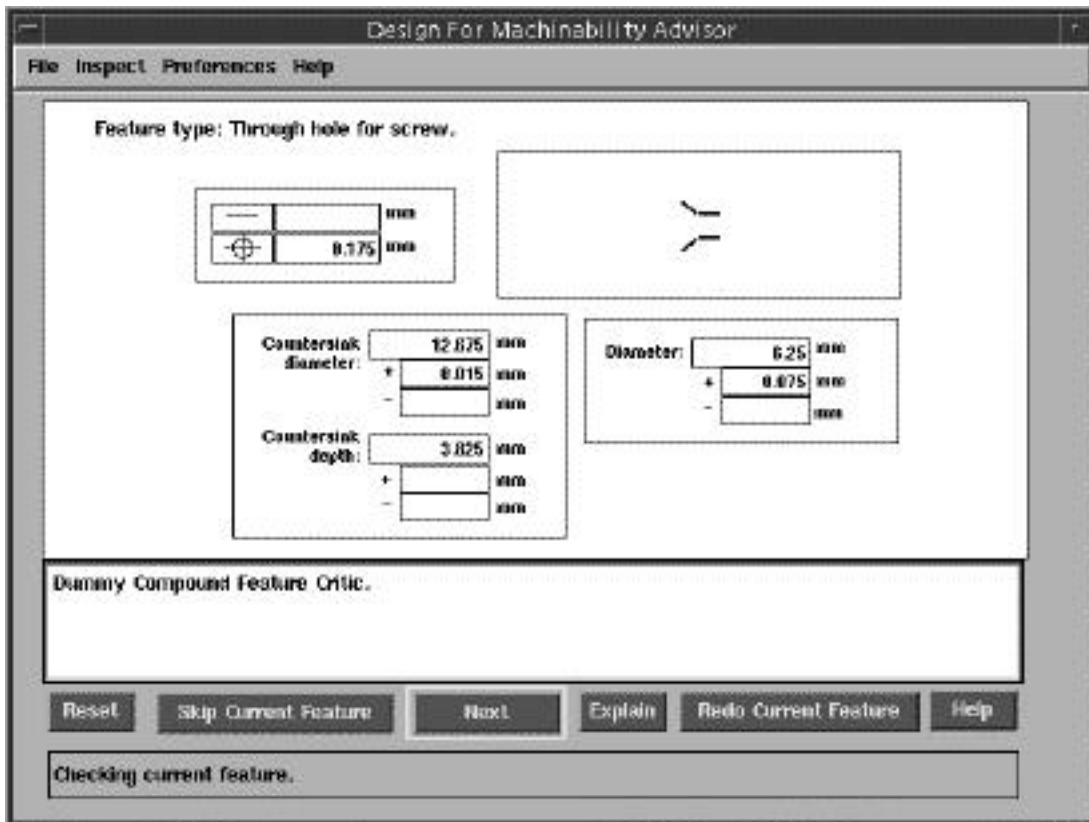 Design For Machinability Advisor
File Inspect Preferences Help
Feature type: Through hole for screw.
mm
0.175 mm
Countersink diameter: 12.675 mm
+ 0.015 mm
- mm
Countersink depth: 3.825 mm
+ mm
- mm
Diameter: 6.25 mm
+ 0.075 mm
- mm
Dummy Compound Feature Critic.
Reset Skip Current Feature Next Explain Redo Current Feature Help
Checking current feature.